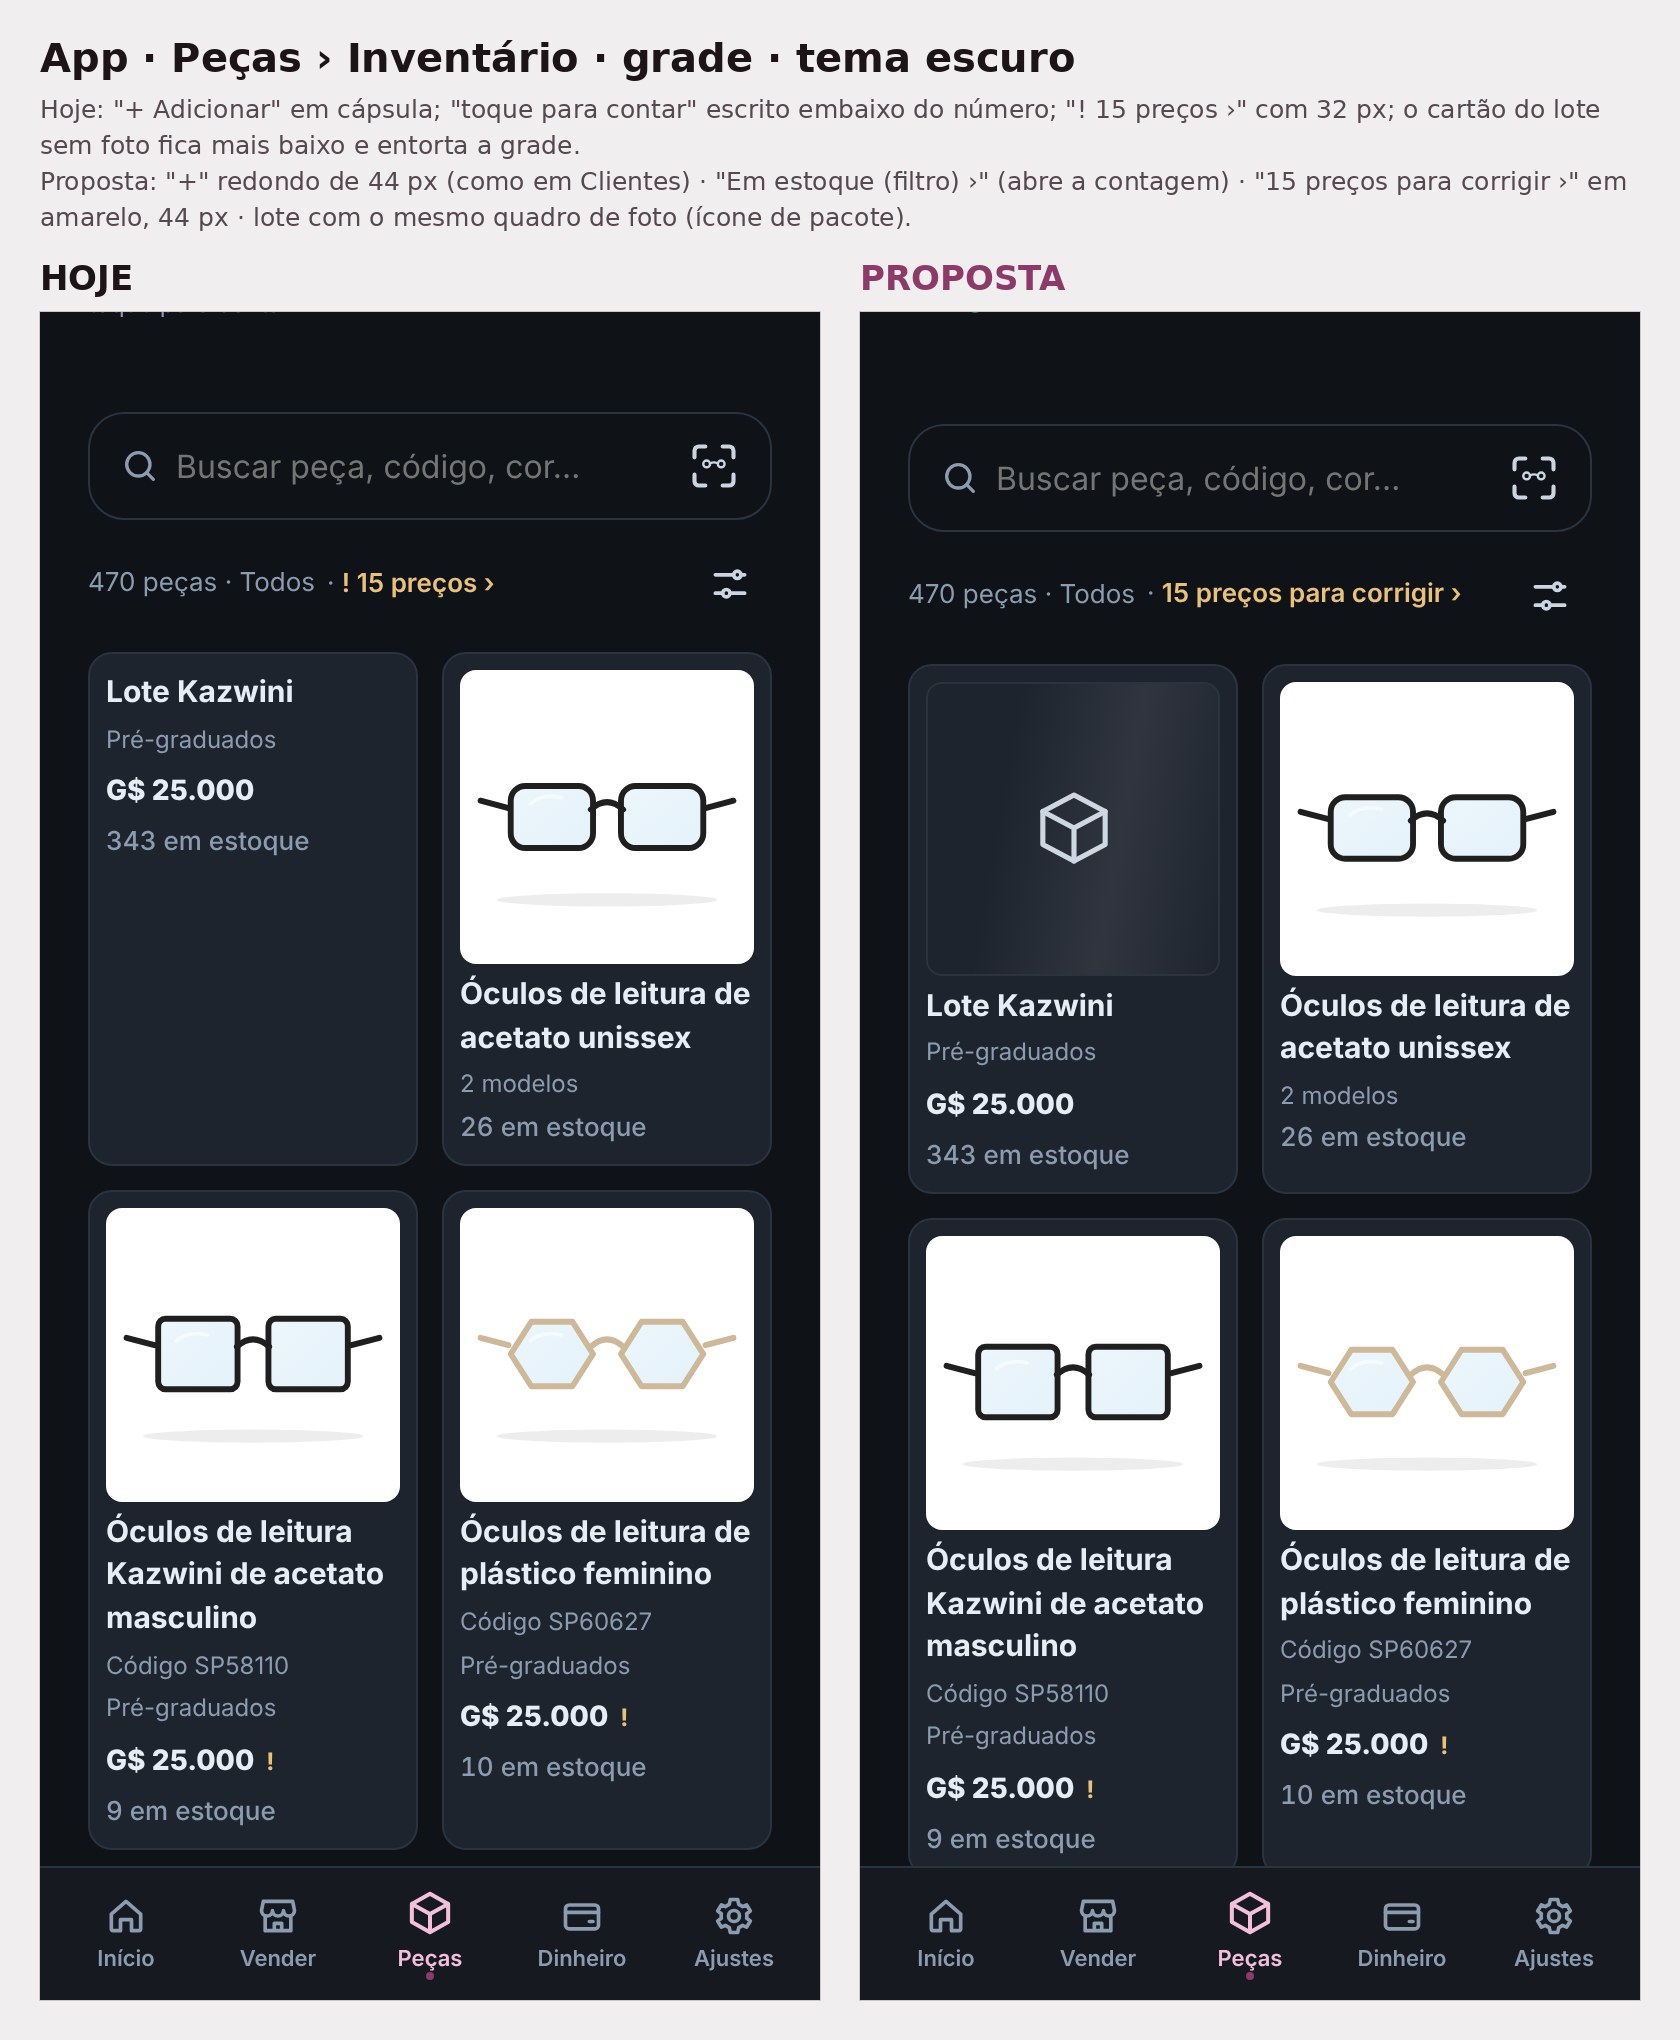 App · Peças › Inventário · grade · tema escuro
Hoje: "+ Adicionar" em cápsula; "toque para contar" escrito embaixo do número; "! 15 preços ›" com 32 px; o cartão do lote
sem foto fica mais baixo e entorta a grade.
Proposta: "+" redondo de 44 px (como em Clientes) · "Em estoque (filtro) ›" (abre a contagem) · "15 preços para corrigir ›" em
amarelo, 44 px · lote com o mesmo quadro de foto (ícone de pacote).
HOJE
Buscar peça, código, cor...
470 peças · Todos · ! 15 preços ›
Lote Kazwini
Pré-graduados
G$ 25.000
343 em estoque
Óculos de leitura de
acetato unissex
2 modelos
26 em estoque
Óculos de leitura
Kazwini de acetato
masculino
Código SP58110
Pré-graduados
G$ 25.000 !
9 em estoque
Óculos de leitura de
plástico feminino
Código SP60627
Pré-graduados
G$ 25.000 !
10 em estoque
Início
Vender
Peças
Dinheiro
Ajustes
PROPOSTA
Buscar peça, código, cor...
470 peças · Todos · 15 preços para corrigir ›
Lote Kazwini
Pré-graduados
G$ 25.000
343 em estoque
Óculos de leitura de
acetato unissex
2 modelos
26 em estoque
Óculos de leitura
Kazwini de acetato
masculino
Código SP58110
Pré-graduados
G$ 25.000 !
9 em estoque
Óculos de leitura de
plástico feminino
Código SP60627
Pré-graduados
G$ 25.000 !
10 em estoque
Início
Vender
Peças
Dinheiro
Ajustes